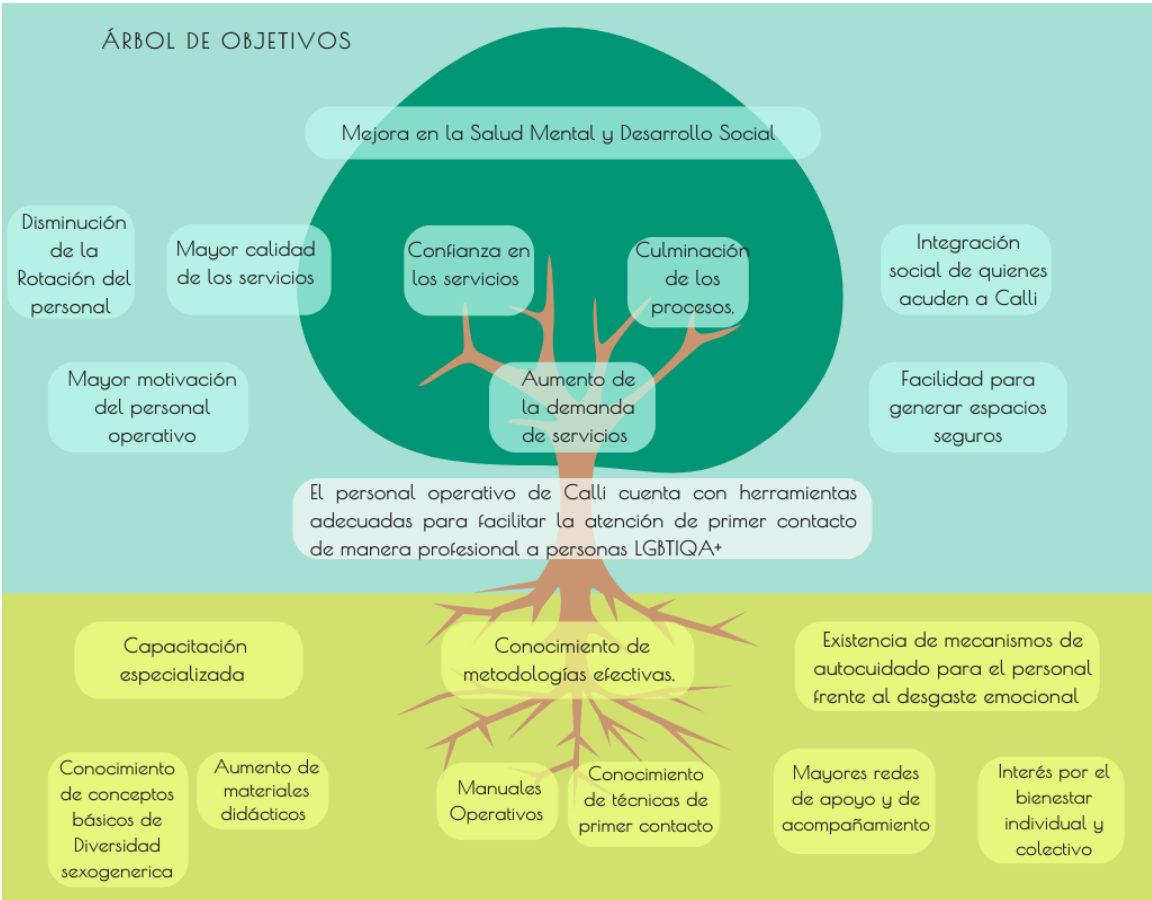 ÁRBOL DE OBJETIVOS
Mejora en la Salud Mental y Desarrollo Social
Disminución
de la
Rotación del
personal
Mayor calidad
de los servicios
Confianza en
los servicios
Culminación
de los
procesos.
Integración
social de quienes
acuden a Calli
Mayor motivación
del personal
operativo
Aumento de
la demanda
de servicios
Facilidad para
generar espacios
seguros
El personal operativo de Calli cuenta con herramientas
adecuadas para facilitar la atención de primer contacto
de manera profesional a personas LGBTIQA+
Capacitación
especializada
Conocimiento de
metodologías efectivas.
Existencia de mecanismos de
autocuidado para el personal
frente al desgaste emocional
Conocimiento
de conceptos
básicos de
Diversidad
sexogenerica
Aumento de
materiales
didácticos
Manuales
Operativos
Conocimiento
de técnicas de
primer contacto
Mayores redes
de apoyo y de
acompañamiento
Interés por el
bienestar
individual y
colectivo